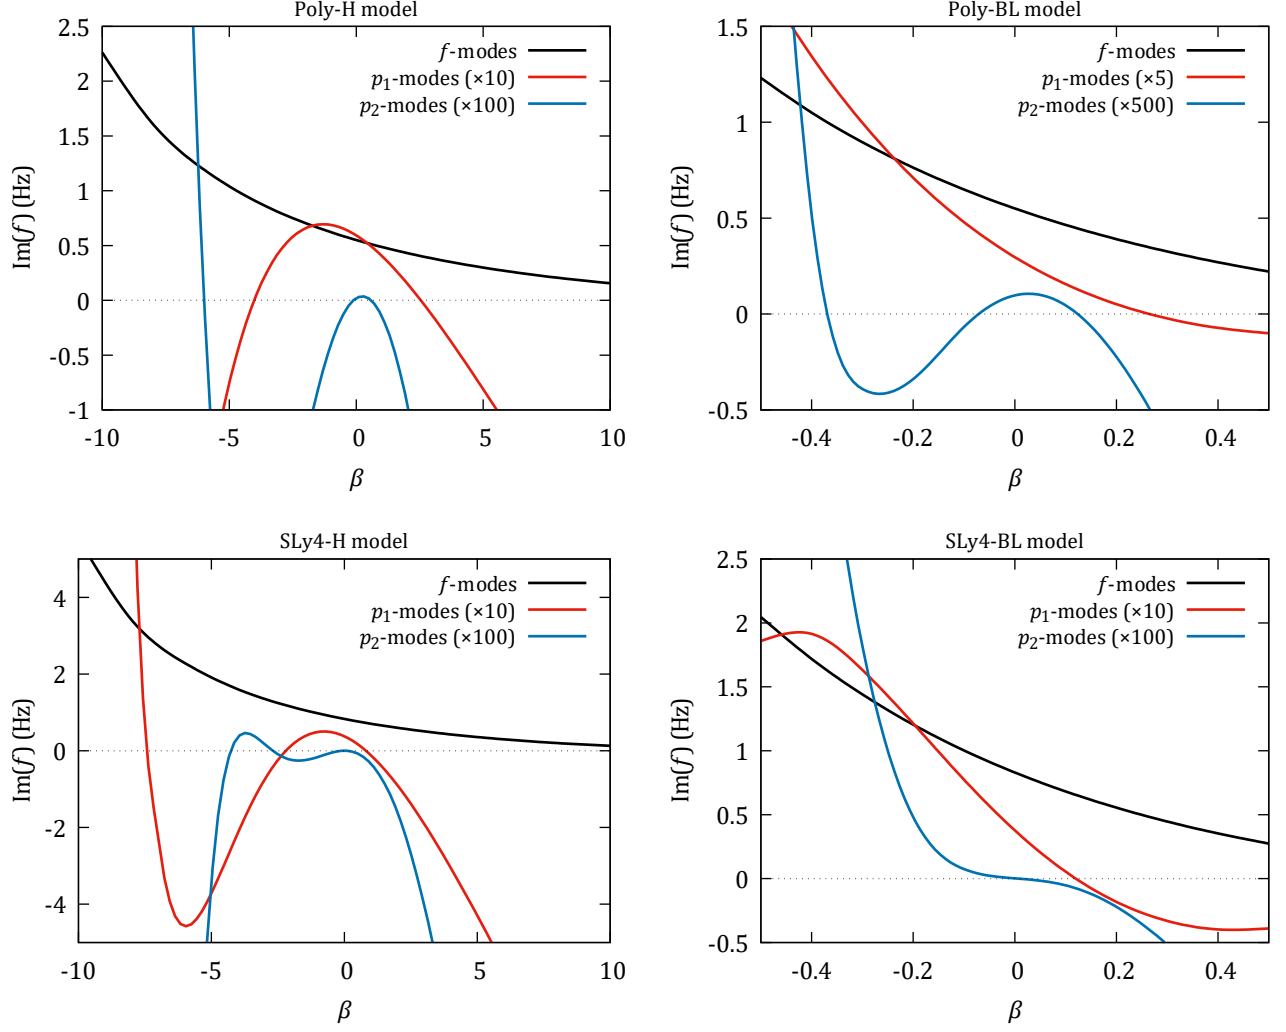 Poly-H model
2.5
2
1.5
1
0.5
0
-0.5
-1
Im(f) (Hz)
f-modes
p₁-modes (×10)
p₂-modes (×100)
-10 -5 0 5 10
β
Poly-BL model
1.5
1
0.5
0
-0.5
Im(f) (Hz)
f-modes
p₁-modes (×5)
p₂-modes (×500)
-0.4 -0.2 0 0.2 0.4
β
SLy4-H model
4
2
0
-2
-4
Im(f) (Hz)
f-modes
p₁-modes (×10)
p₂-modes (×100)
-10 -5 0 5 10
β
SLy4-BL model
2.5
2
1.5
1
0.5
0
-0.5
Im(f) (Hz)
f-modes
p₁-modes (×10)
p₂-modes (×100)
-0.4 -0.2 0 0.2 0.4
β